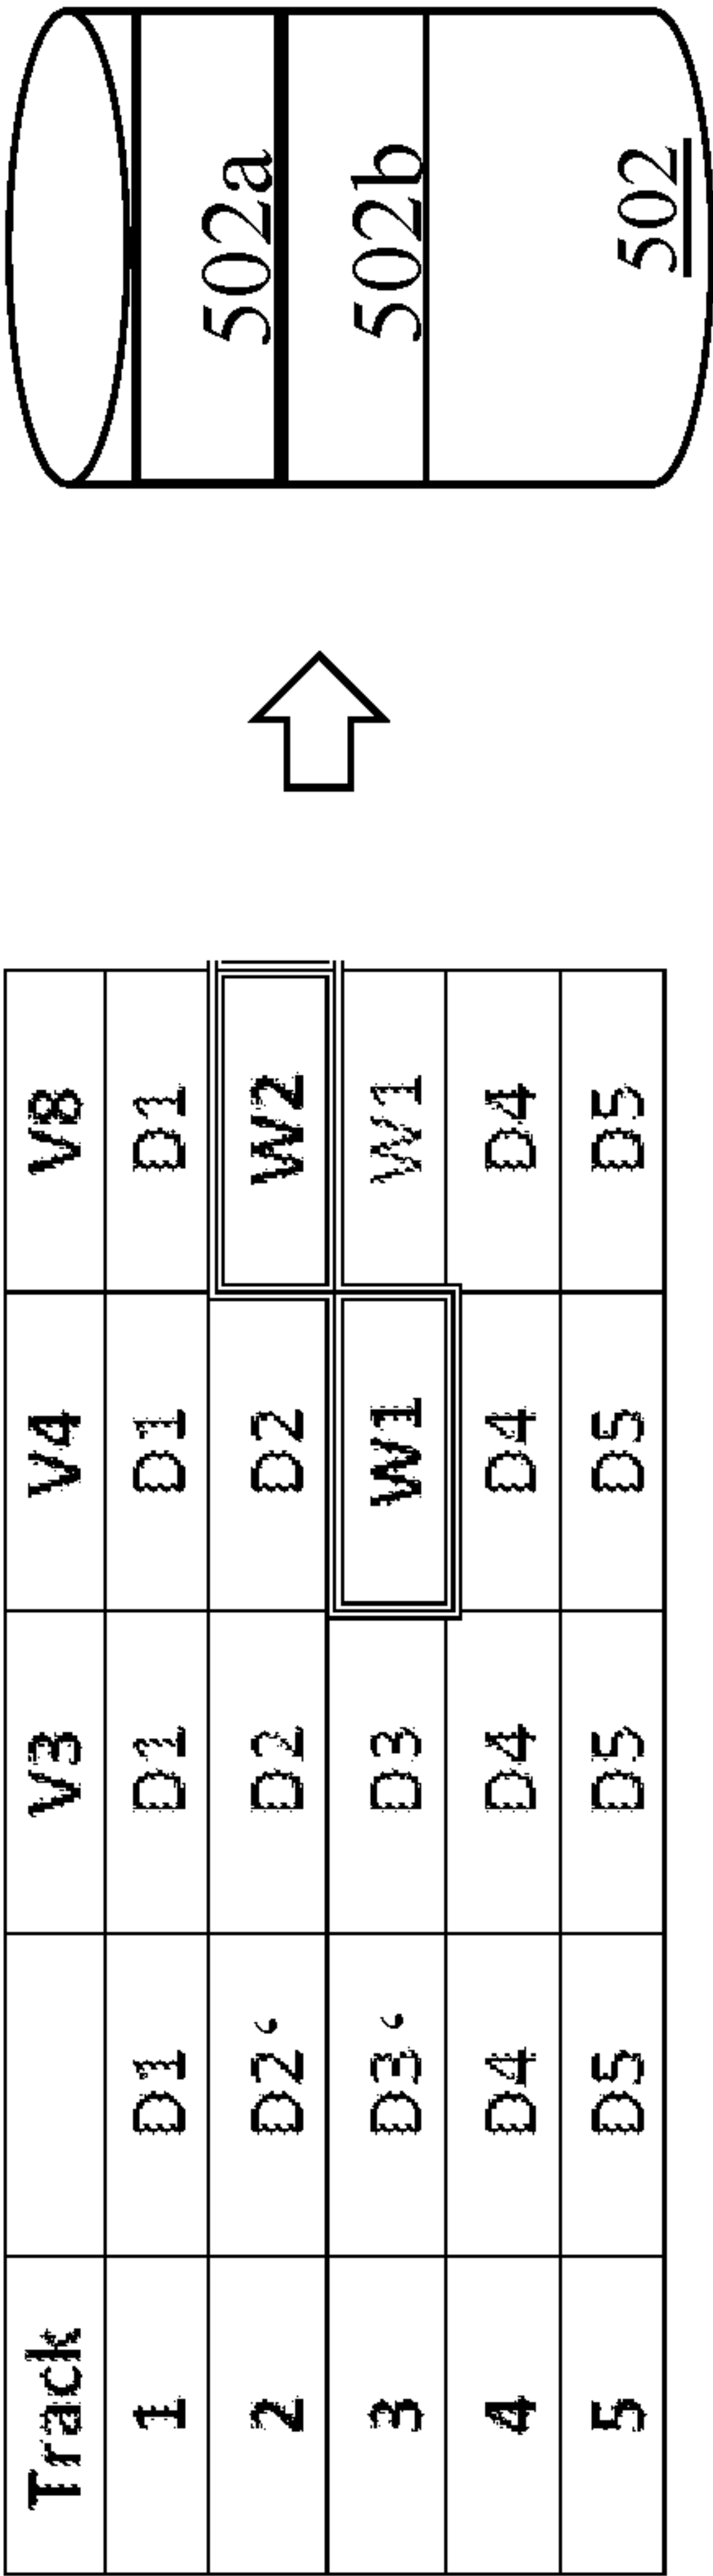 Track V3 V4 V8
1 D1 D1 D1 D1
2 D2‘ D2 D2 W2
3 D3‘ D3 W1 W1
4 D4 D4 D4 D4
5 D5 D5 D5 D5
502a
502b
502